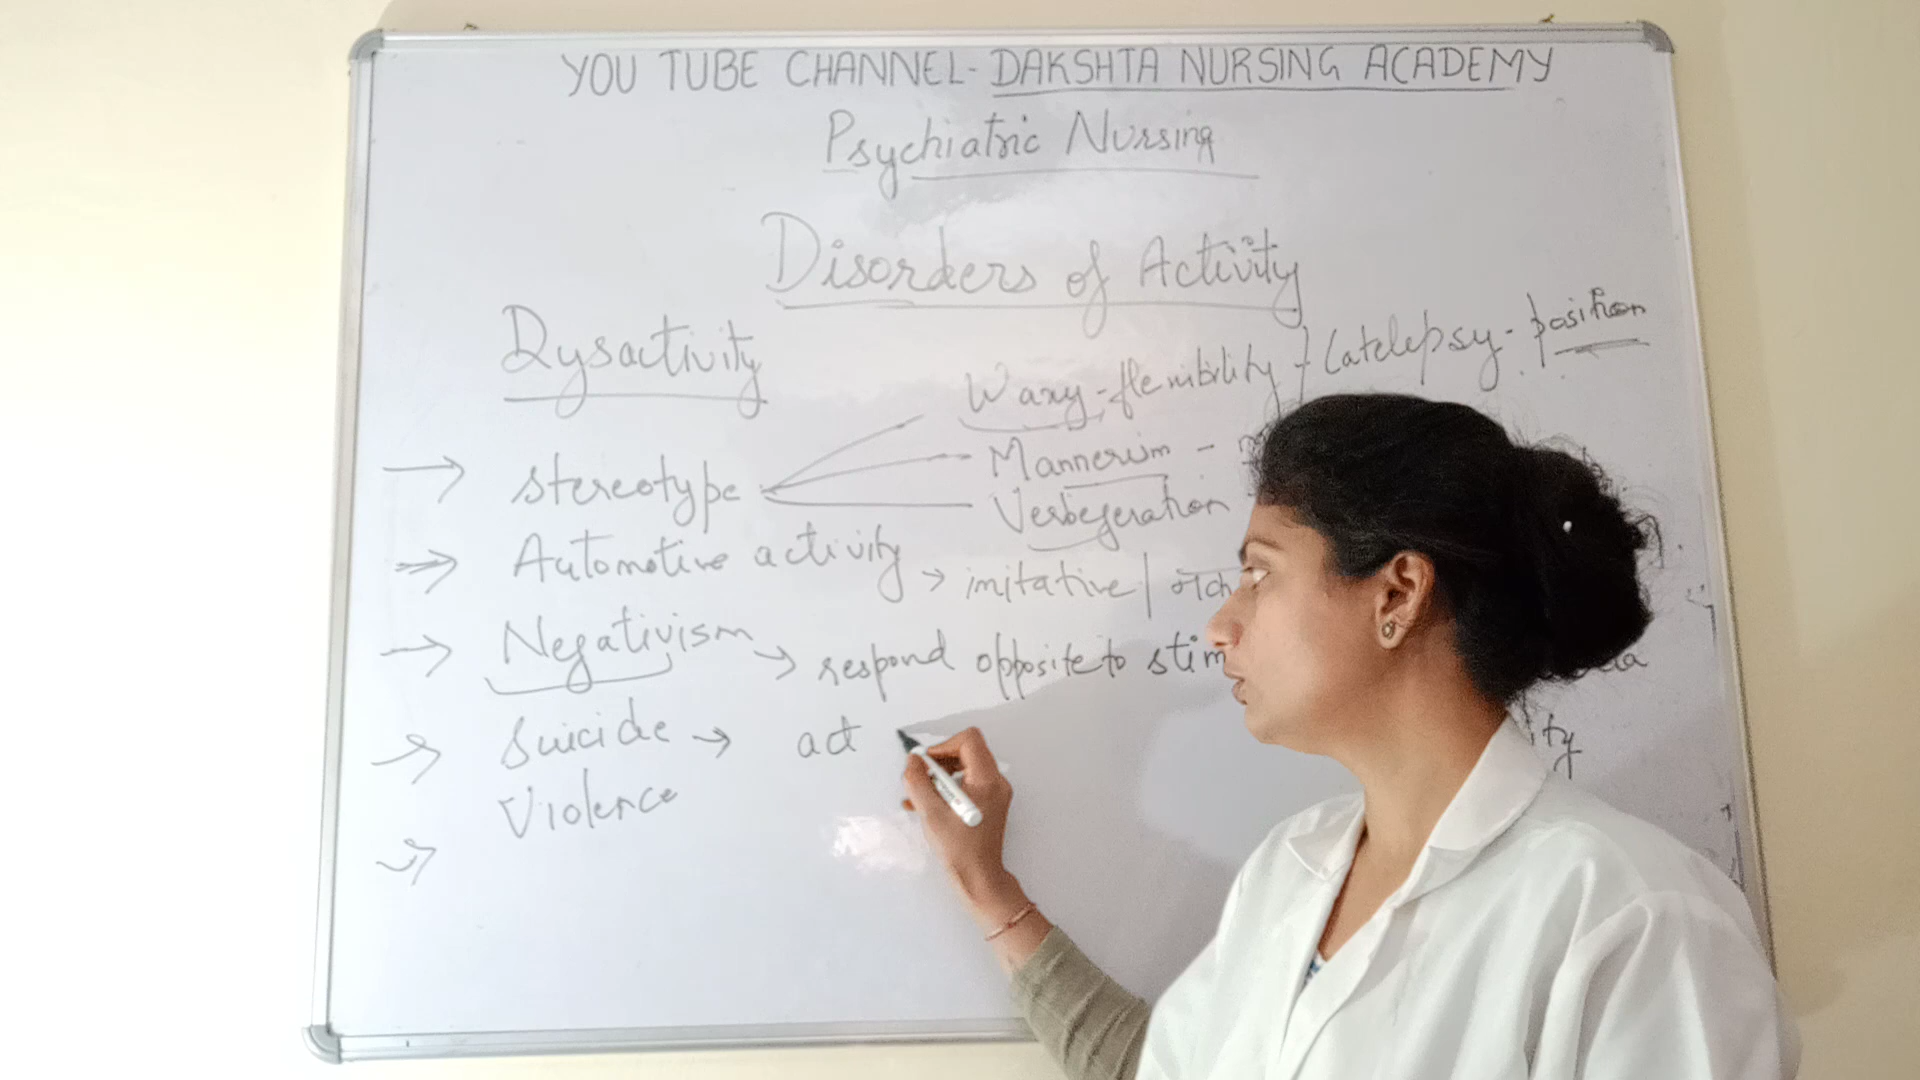 YOU TUBE CHANNEL- DAKSHTA NURSING ACADEMY
Psychiatric Nursing
Disorders of Activity
Dysactivity
Waxy-flexibility / Catelepsy- position
→ stereotype
Mannerism -
Verbegeration
→ Automotive activity → imitative /
→ Negativism → respond opposite to stim
→ Suicide → act
Violence
→